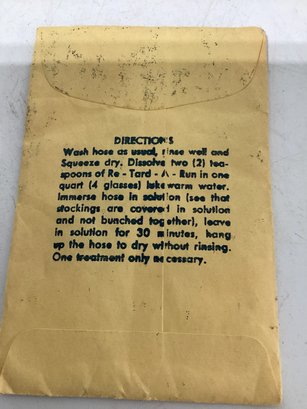 DIRECTIONS
Wash hose as usual, rinse well and
Squeeze dry. Dissolve two (2) tea-
spoons of Re - Tard - A - Run in one
quart (4 glasses) lukewarm water.
Immerse hose in solution (see that
stockings are covered in solution
and not bunched together), leave
in solution for 30 minutes, hang
up the hose to dry without rinsing.
One treatment only necessary.